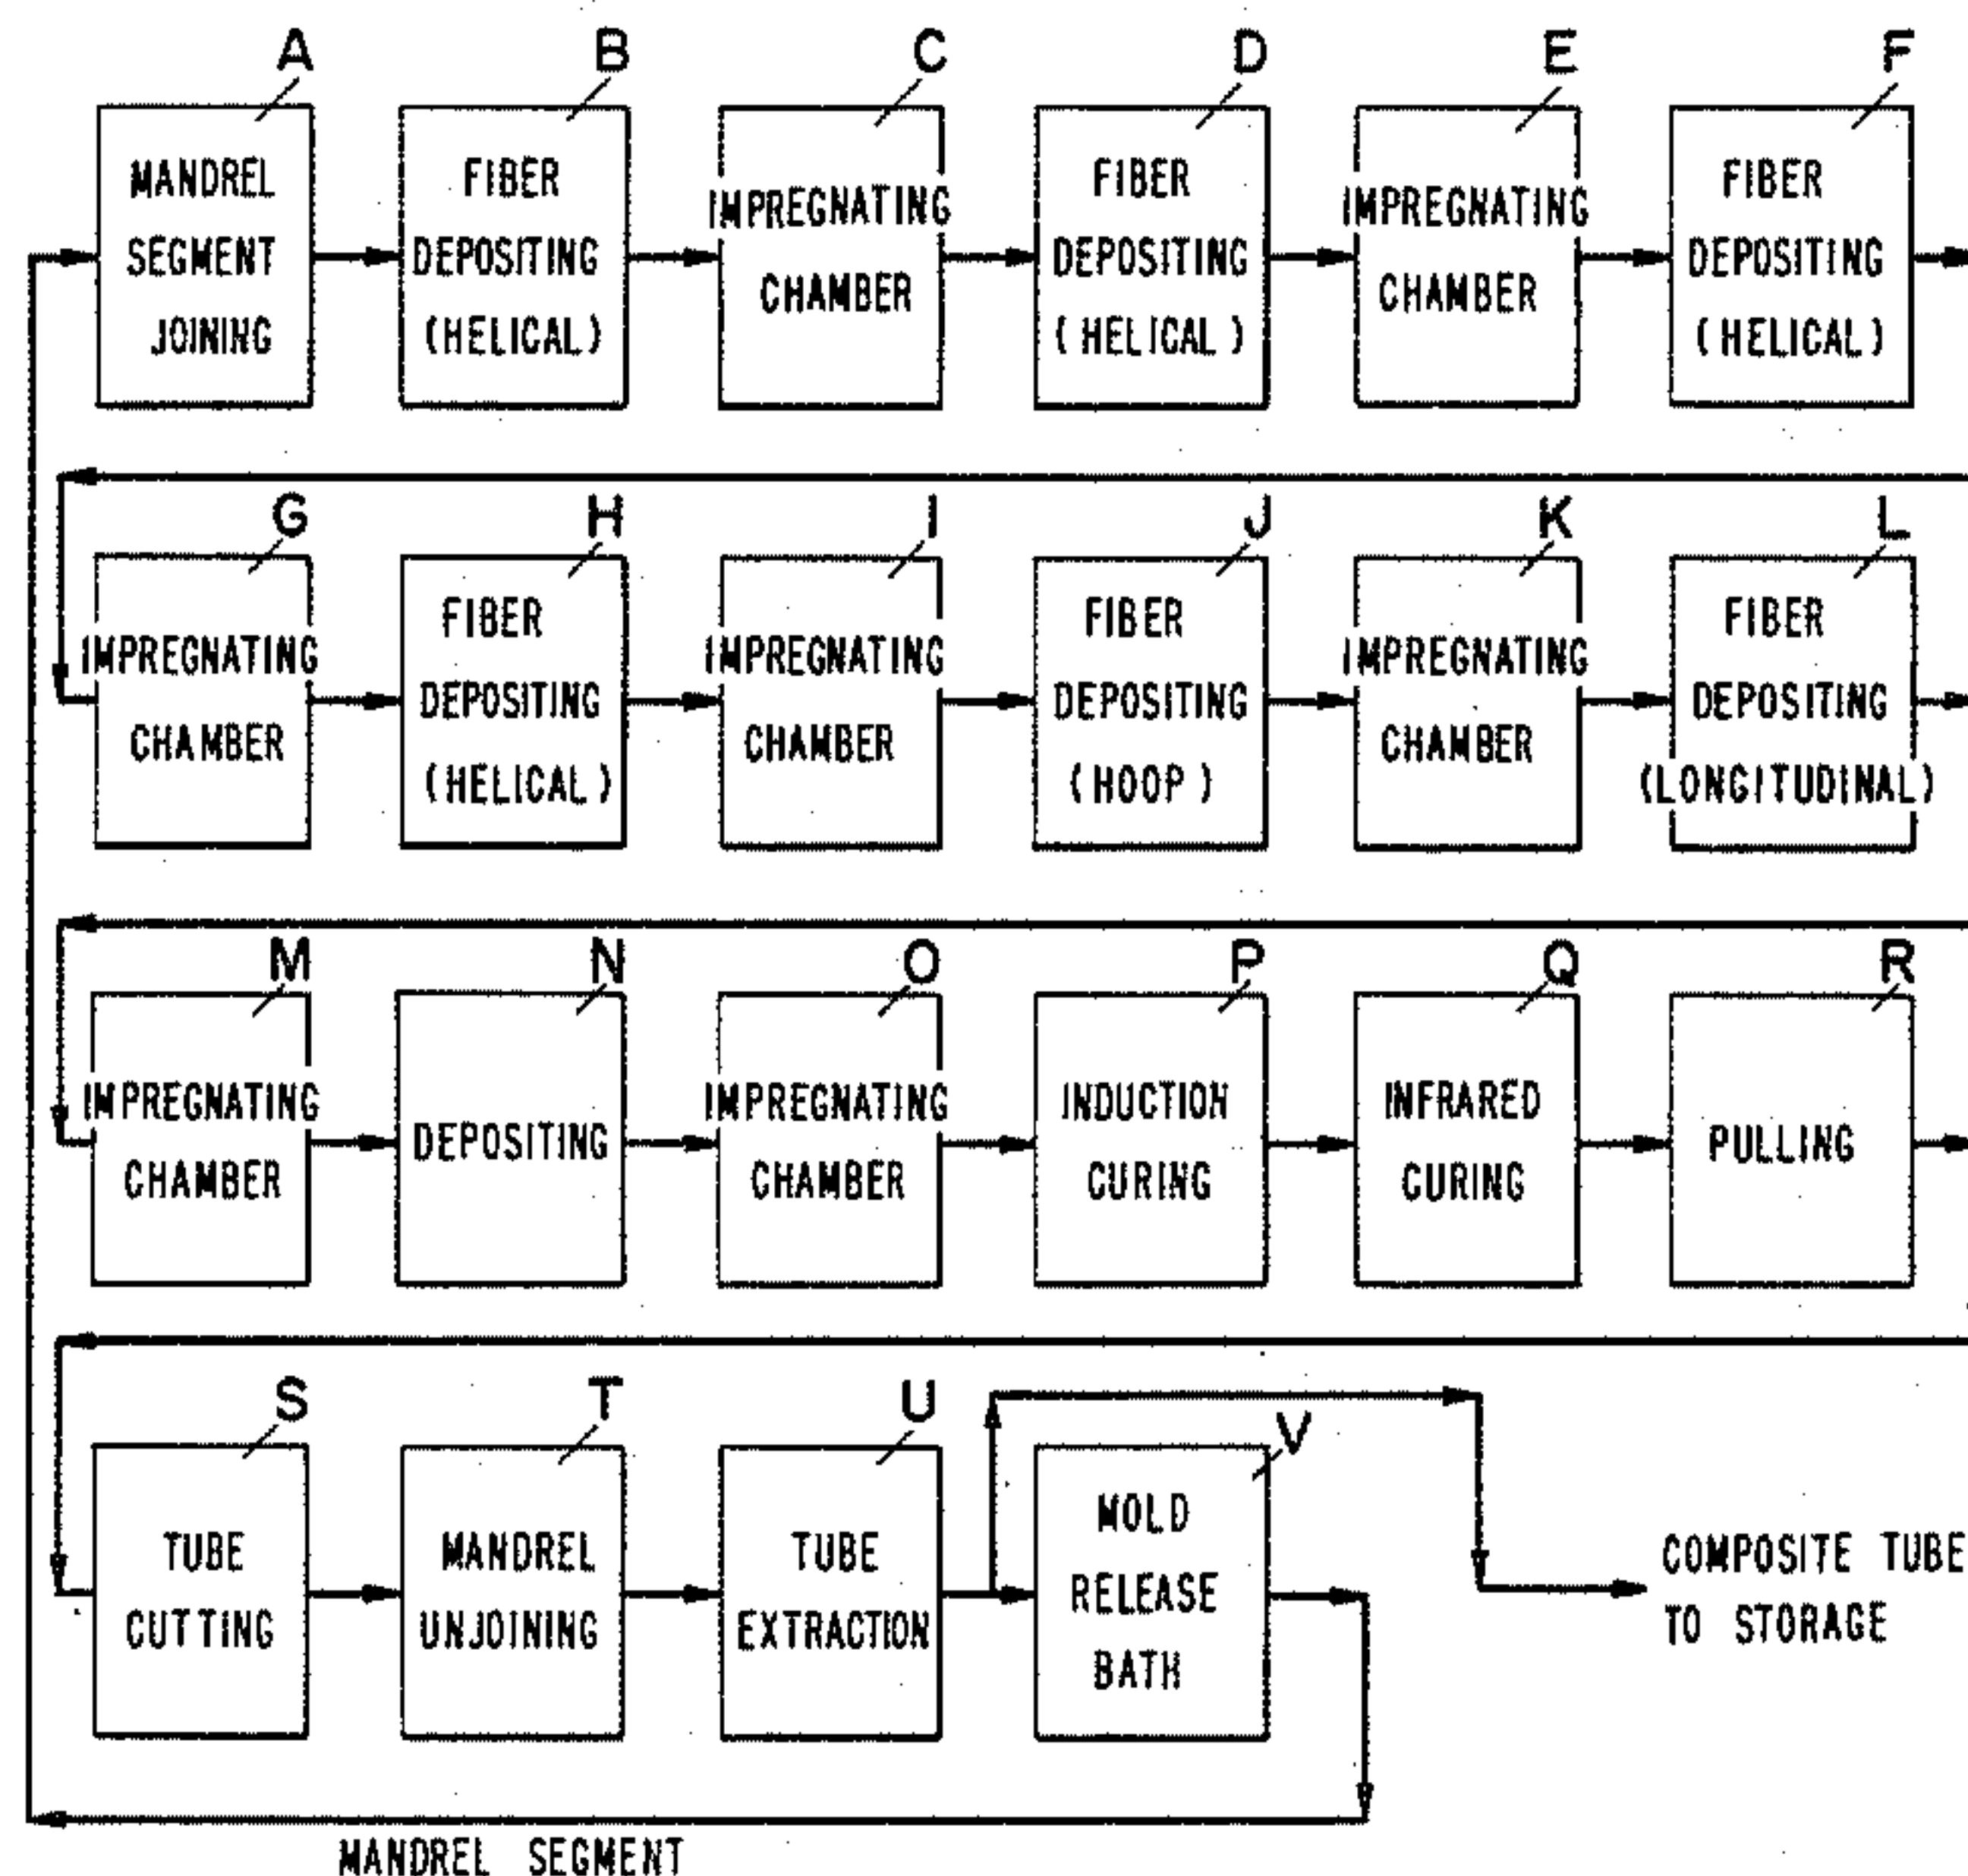 A
B
C
D
E
F
MANDREL
SEGMENT
JOINING
FIBER
DEPOSITING
(HELICAL)
IMPREGNATING
CHAMBER
FIBER
DEPOSITING
(HELICAL)
IMPREGNATING
CHAMBER
FIBER
DEPOSITING
(HELICAL)
G
H
I
J
K
L
IMPREGNATING
CHAMBER
FIBER
DEPOSITING
(HELICAL)
IMPREGNATING
CHAMBER
FIBER
DEPOSITING
(HOOP)
IMPREGNATING
CHAMBER
FIBER
DEPOSITING
(LONGITUDINAL)
M
N
O
P
Q
R
IMPREGNATING
CHAMBER
DEPOSITING
IMPREGNATING
CHAMBER
INDUCTION
CURING
INFRARED
CURING
PULLING
S
T
U
V
TUBE
CUTTING
MANDREL
UNJOINING
TUBE
EXTRACTION
MOLD
RELEASE
BATH
COMPOSITE TUBE
TO STORAGE
MANDREL SEGMENT